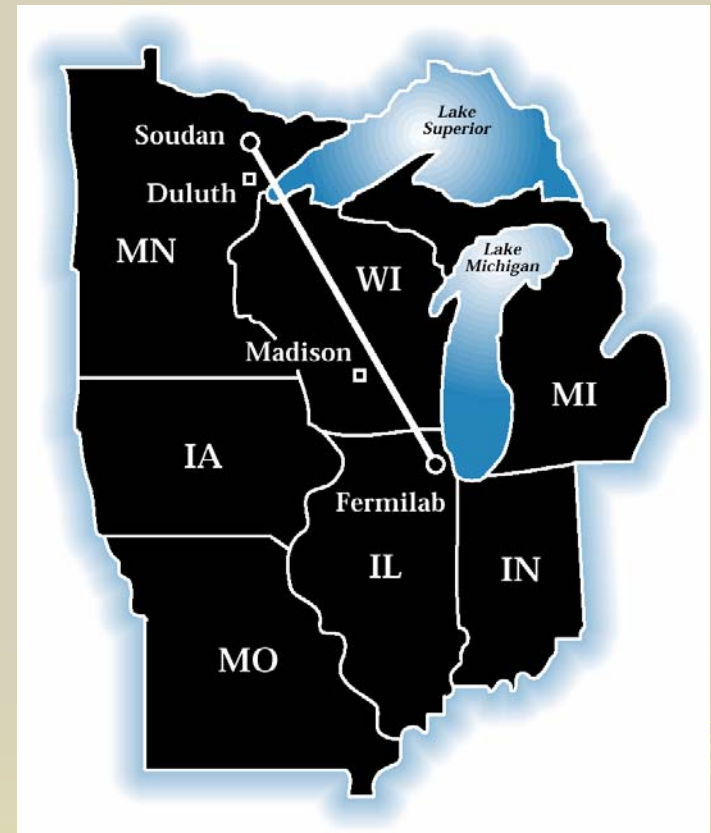 Lake
Superior
Soudan
Duluth
MN
Lake
Michigan
WI
Madison
MI
IA
Fermilab
IL
IN
MO